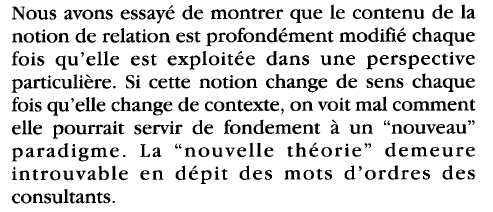 Nous avons essayé de montrer que le contenu de la
notion de relation est profondément modifié chaque
fois qu'elle est exploitée dans une perspective
particulière. Si cette notion change de sens chaque
fois qu'elle change de contexte, on voit mal comment
elle pourrait servir de fondement à un “nouveau”
paradigme. La “nouvelle théorie” demeure
introuvable en dépit des mots d'ordres des
consultants.